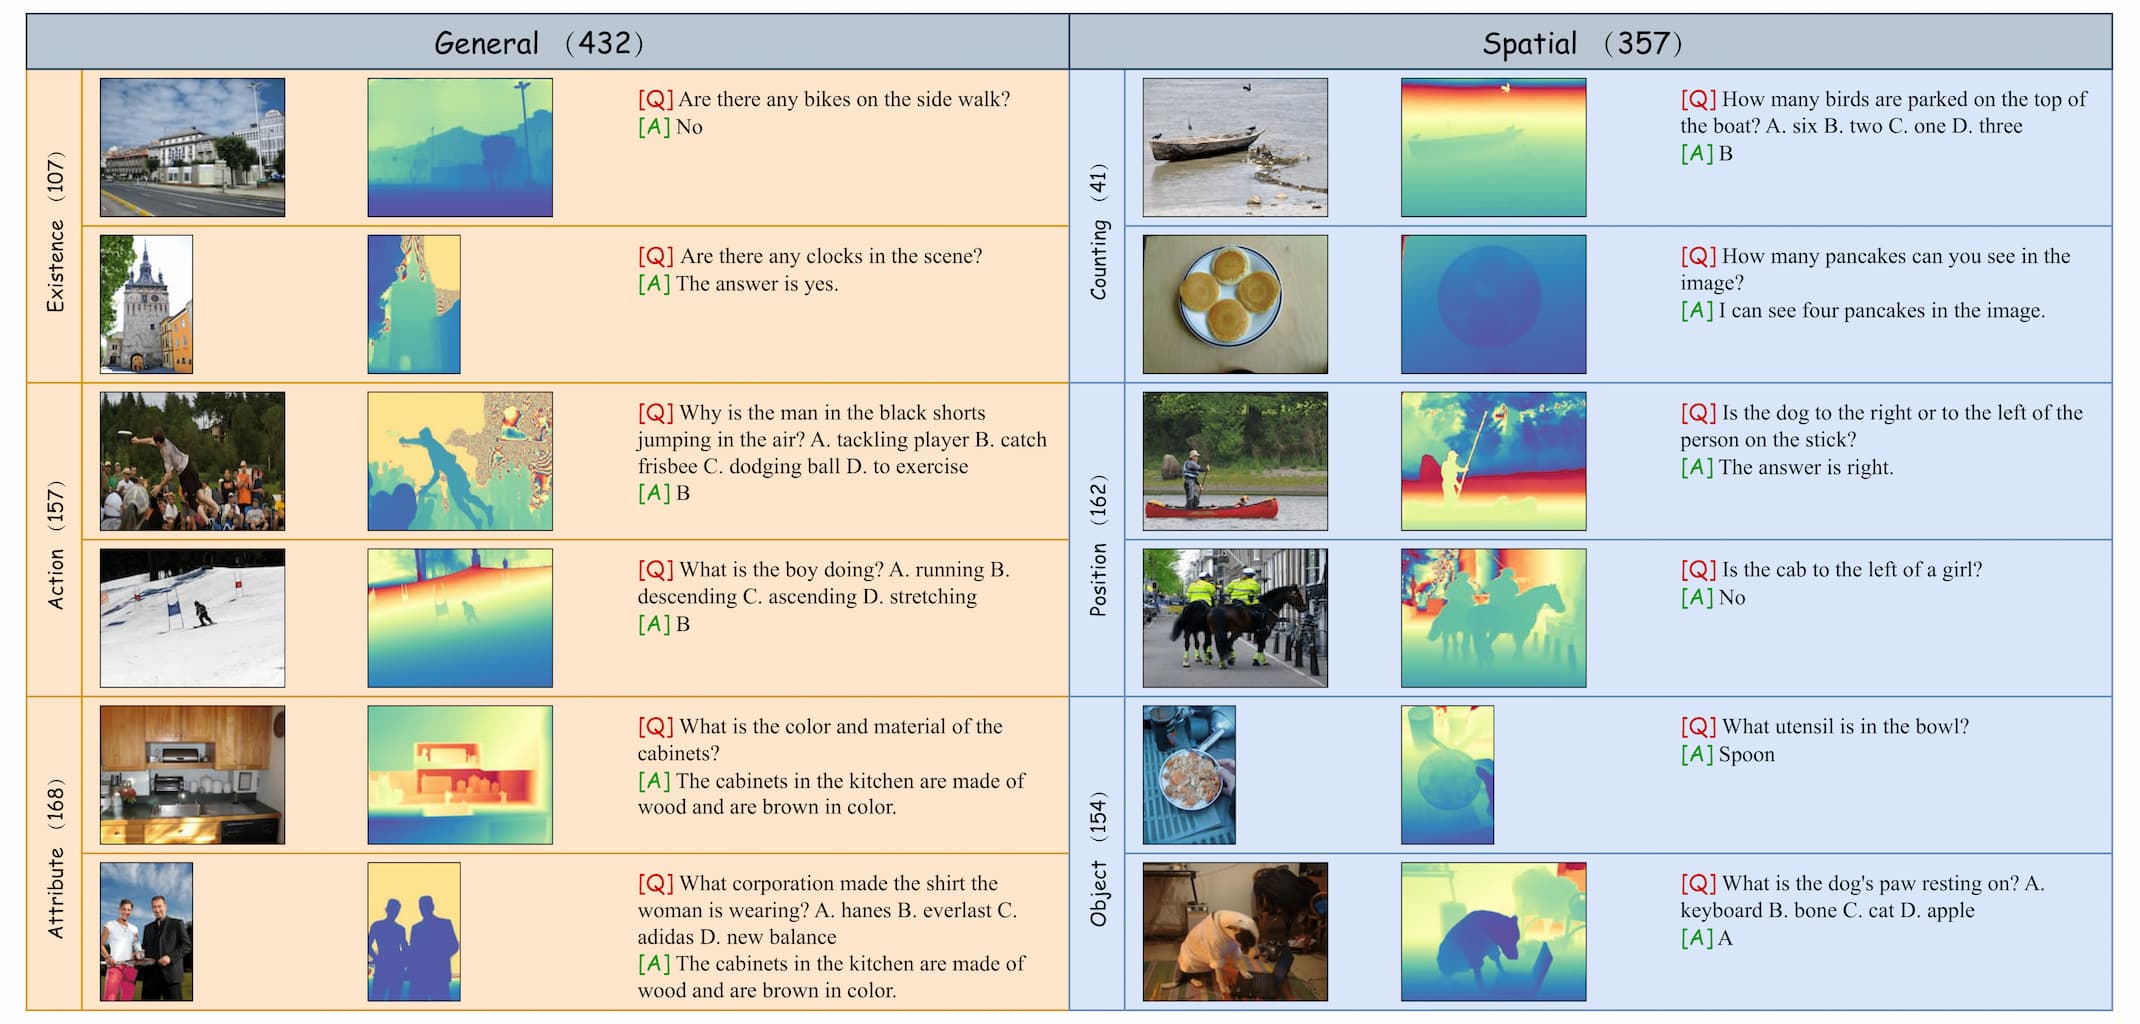 General （432）
Spatial （357）
Existence （107）
[Q] Are there any bikes on the side walk?
[A] No
[Q] Are there any clocks in the scene?
[A] The answer is yes.
Action （157）
[Q] Why is the man in the black shorts
jumping in the air? A. tackling player B. catch
frisbee C. dodging ball D. to exercise
[A] B
[Q] What is the boy doing? A. running B.
descending C. ascending D. stretching
[A] B
Attribute （168）
[Q] What is the color and material of the
cabinets?
[A] The cabinets in the kitchen are made of
wood and are brown in color.
[Q] What corporation made the shirt the
woman is wearing? A. hanes B. everlast C.
adidas D. new balance
[A] The cabinets in the kitchen are made of
wood and are brown in color.
Counting （41）
[Q] How many birds are parked on the top of
the boat? A. six B. two C. one D. three
[A] B
[Q] How many pancakes can you see in the
image?
[A] I can see four pancakes in the image.
Position （162）
[Q] Is the dog to the right or to the left of the
person on the stick?
[A] The answer is right.
[Q] Is the cab to the left of a girl?
[A] No
Object （154）
[Q] What utensil is in the bowl?
[A] Spoon
[Q] What is the dog's paw resting on? A.
keyboard B. bone C. cat D. apple
[A] A